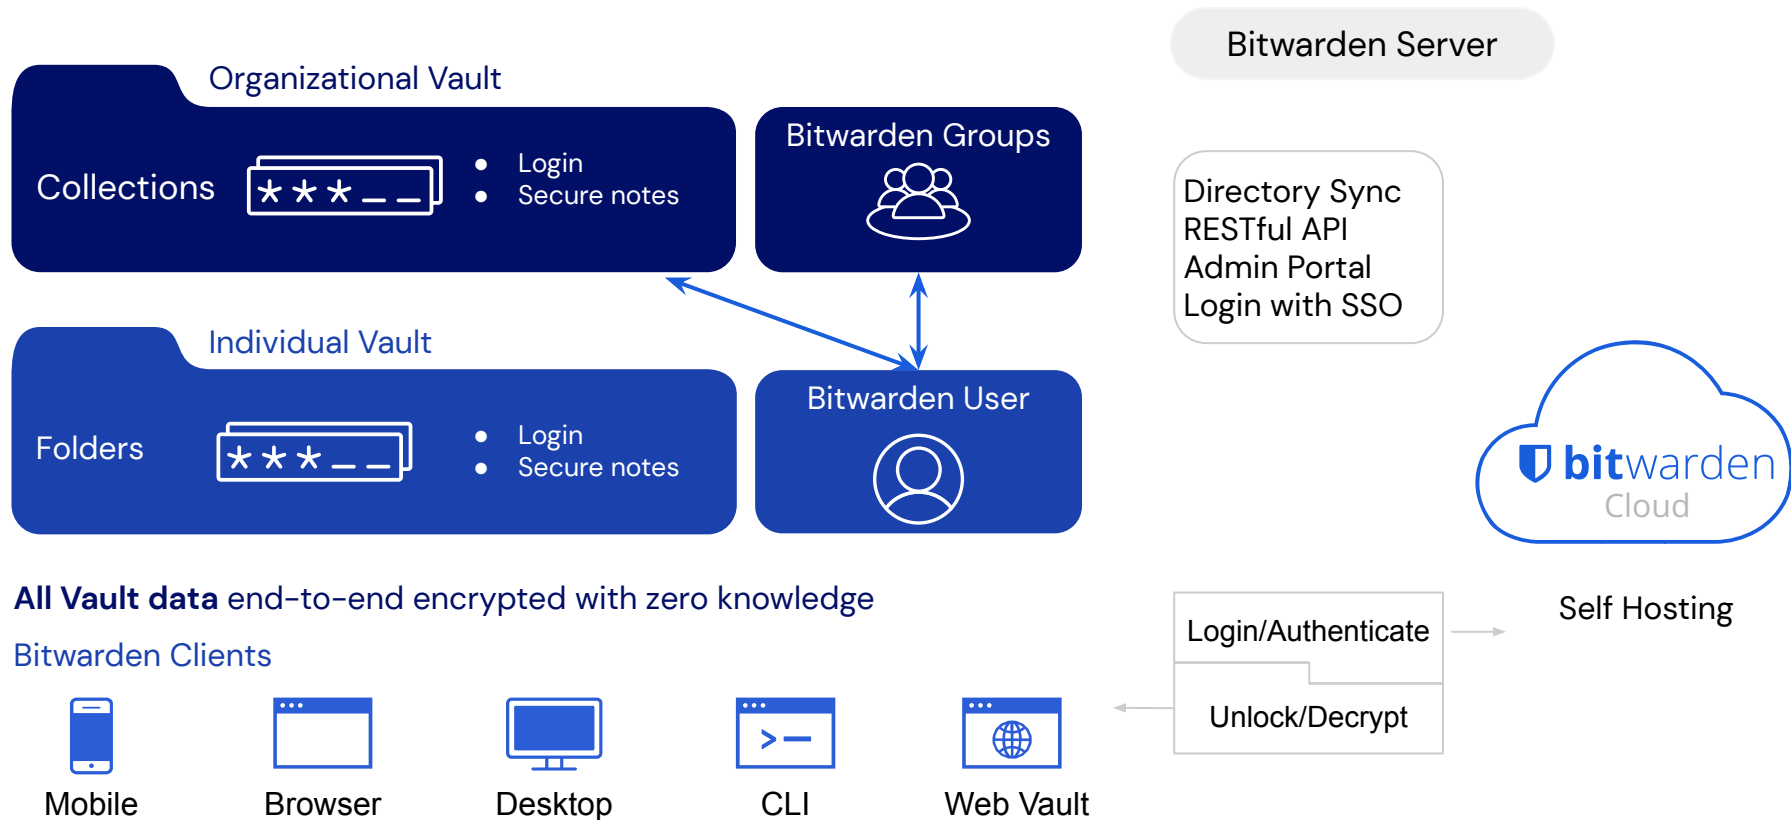 Bitwarden Server
Organizational Vault
Collections
***__
● Login
● Secure notes
Bitwarden Groups
Directory Sync
RESTful API
Admin Portal
Login with SSO
Individual Vault
Folders
***__
● Login
● Secure notes
Bitwarden User
bitwarden
Cloud
Self Hosting
All Vault data end-to-end encrypted with zero knowledge
Login/Authenticate
Unlock/Decrypt
Bitwarden Clients
>—
Mobile
Browser
Desktop
CLI
Web Vault